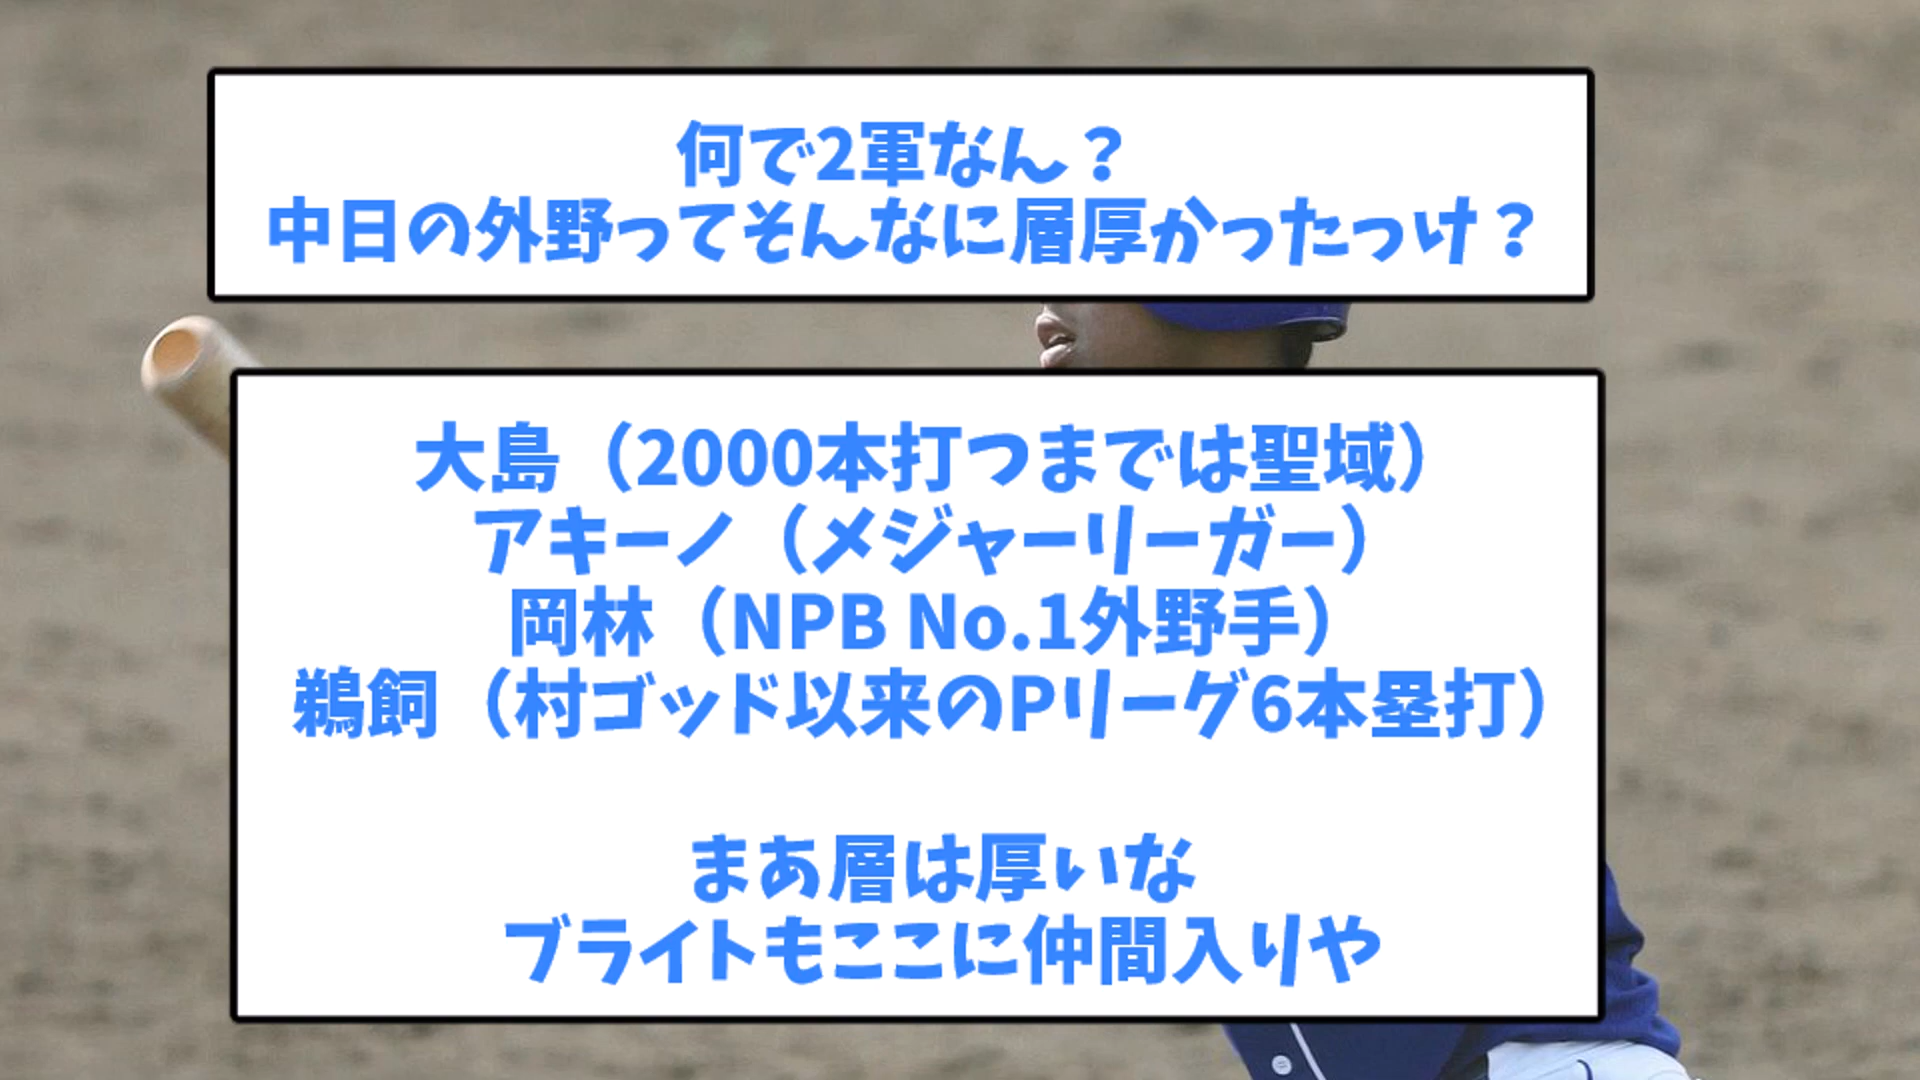 何で2軍なん？
中日の外野ってそんなに層厚かったっけ？
大島（2000本打つまでは聖域）
アキーノ（メジャーリーガー）
岡林（NPB No.1外野手）
鵜飼（村ゴッド以来のPリーグ6本塁打）
まあ層は厚いな
ブライトもここに仲間入りや